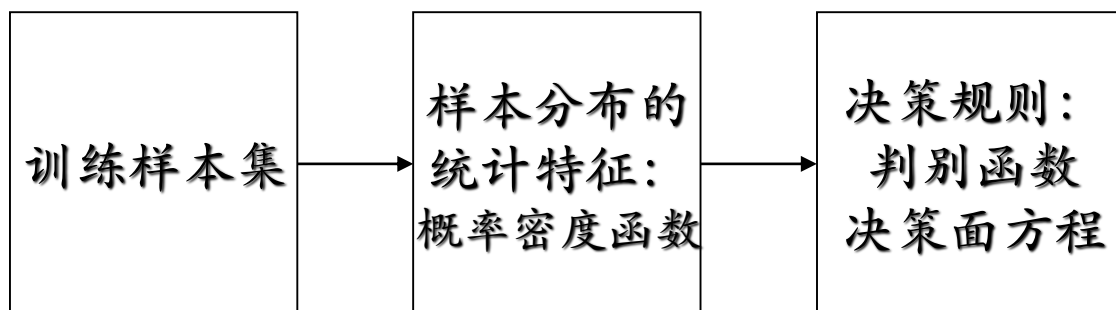 训练样本集
样本分布的
统计特征:
概率密度函数
决策规则:
判别函数
决策面方程